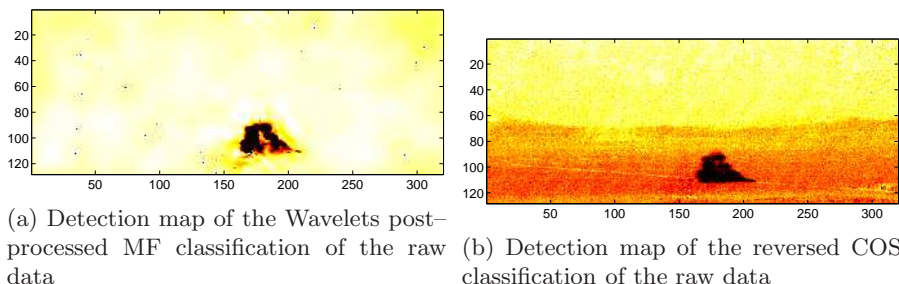 20
40
60
80
100
120
50 100 150 200 250 300
(a) Detection map of the Wavelets post–
processed MF classification of the raw
data
20
40
60
80
100
120
50 100 150 200 250 300
(b) Detection map of the reversed COS
classification of the raw data